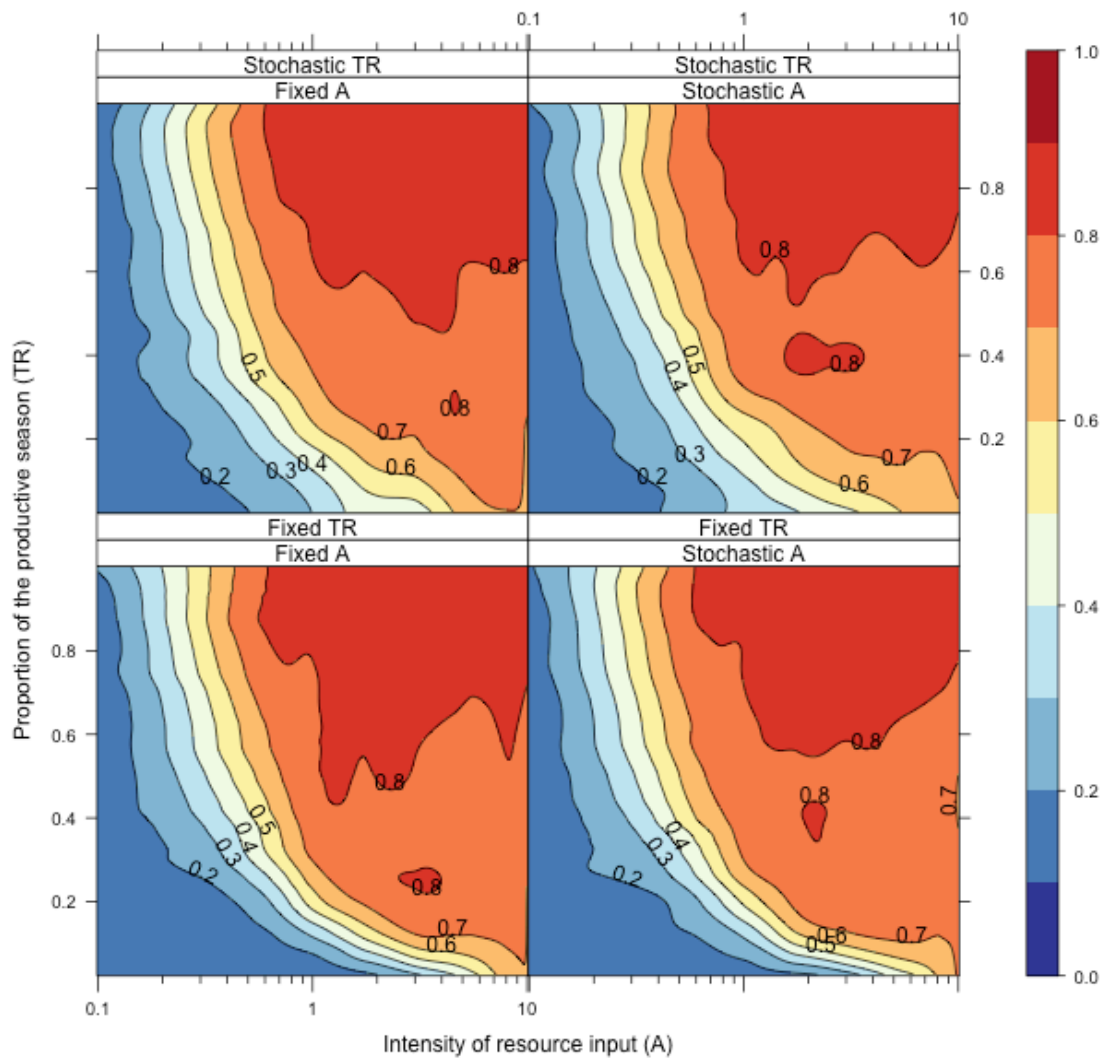 0.1 1 10
Stochastic TR Stochastic TR
Fixed A Stochastic A
0.8 0.8
0.5 0.8 0.7 0.6
0.2 0.3 0.4
0.8 0.8
0.5 0.4 0.3 0.2
0.7 0.6
Fixed TR Fixed TR
Fixed A Stochastic A
0.8 0.5 0.4 0.3 0.2
0.8 0.7 0.6
0.8 0.8 0.7
0.4 0.3 0.2
0.6 0.5 0.7
0.8
0.6
0.4
0.2
0.8
0.6
0.4
0.2
1.0
0.8
0.6
0.4
0.2
0.0
Proportion of the productive season (TR)
0.1 1 10 1 10
Intensity of resource input (A)